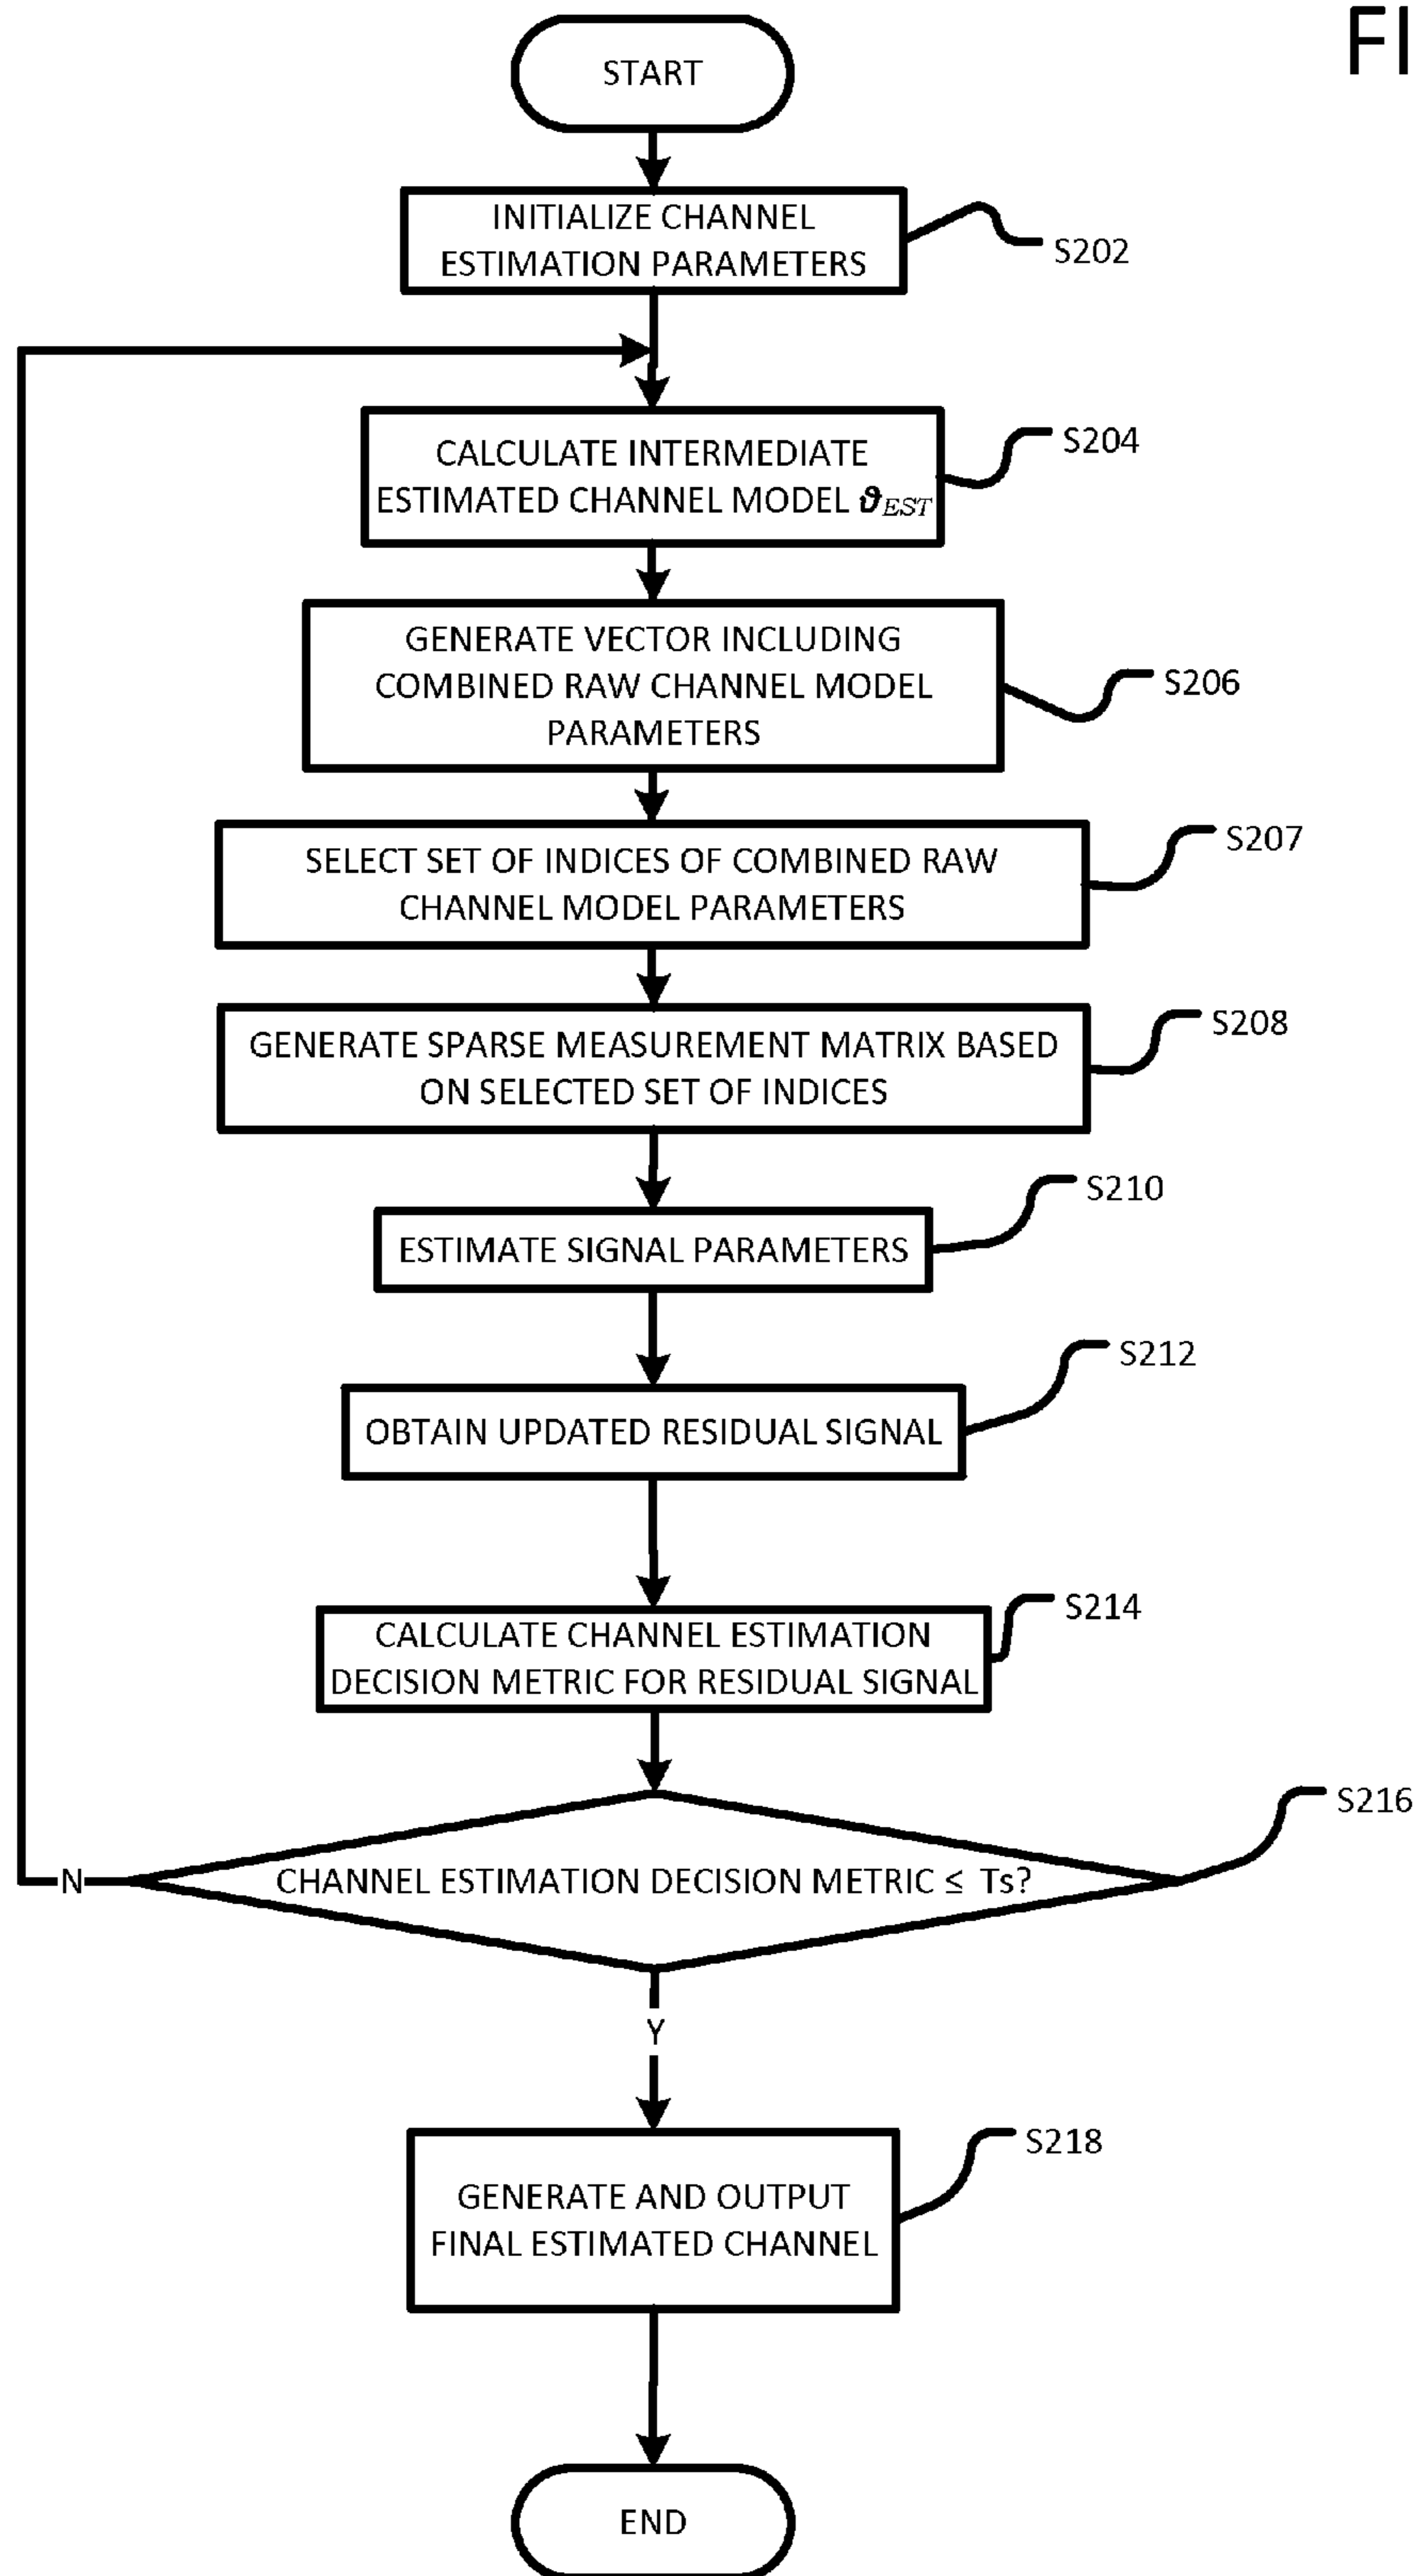 FI
START
INITIALIZE CHANNEL
ESTIMATION PARAMETERS
S202
CALCULATE INTERMEDIATE
ESTIMATED CHANNEL MODEL ϑEST
S204
GENERATE VECTOR INCLUDING
COMBINED RAW CHANNEL MODEL
PARAMETERS
S206
SELECT SET OF INDICES OF COMBINED RAW
CHANNEL MODEL PARAMETERS
S207
GENERATE SPARSE MEASUREMENT MATRIX BASED
ON SELECTED SET OF INDICES
S208
ESTIMATE SIGNAL PARAMETERS
S210
OBTAIN UPDATED RESIDUAL SIGNAL
S212
CALCULATE CHANNEL ESTIMATION
DECISION METRIC FOR RESIDUAL SIGNAL
S214
CHANNEL ESTIMATION DECISION METRIC ≤ Ts?
S216
N
Y
GENERATE AND OUTPUT
FINAL ESTIMATED CHANNEL
S218
END